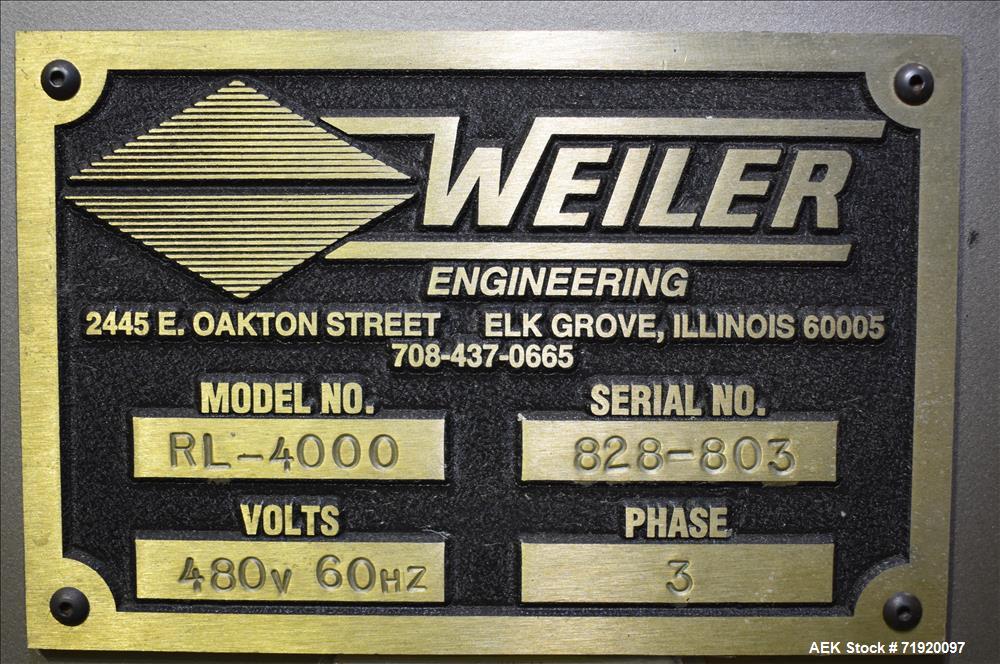 WEILER
ENGINEERING
2445 E. OAKTON STREET ELK GROVE, ILLINOIS 60005
708-437-0665
MODEL NO. SERIAL NO.
RL-4000 828-803
VOLTS PHASE
480V 60HZ 3
AEK Stock # 71920097